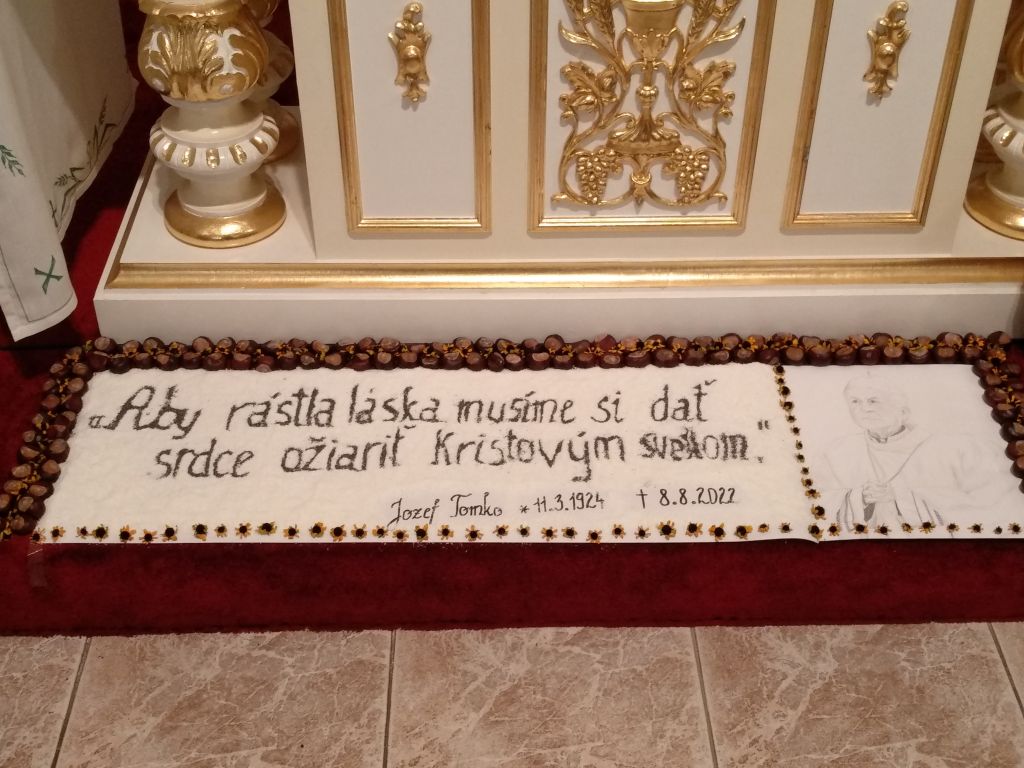 „Aby rástla láska musíme si dať
srdce ožiariť Kristovým svetlom."
Jozef Tomko *11.3.1924 † 8.8.2022